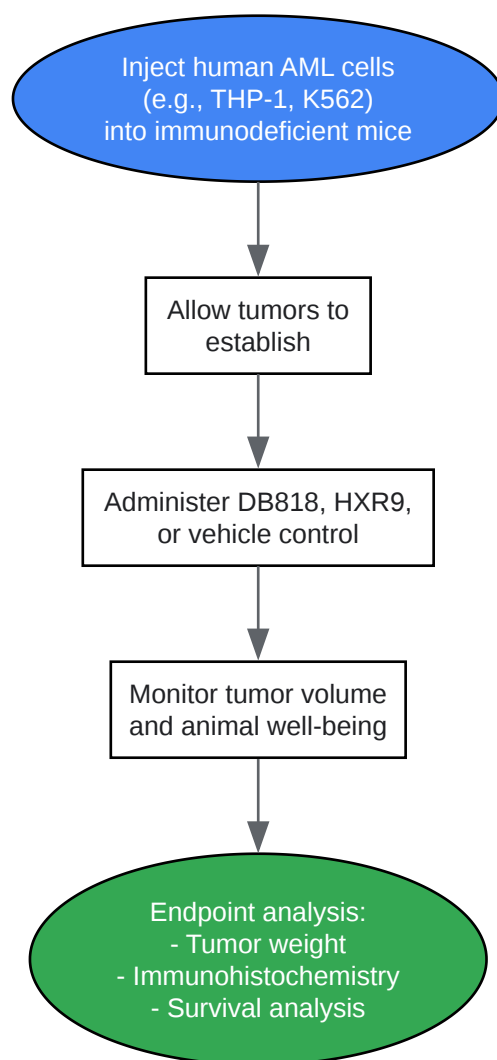 Inject human AML cells
(e.g., THP-1, K562)
into immunodeficient mice
Allow tumors to
establish
Administer DB818, HXR9,
or vehicle control
Monitor tumor volume
and animal well-being
Endpoint analysis:
- Tumor weight
- Immunohistochemistry
- Survival analysis